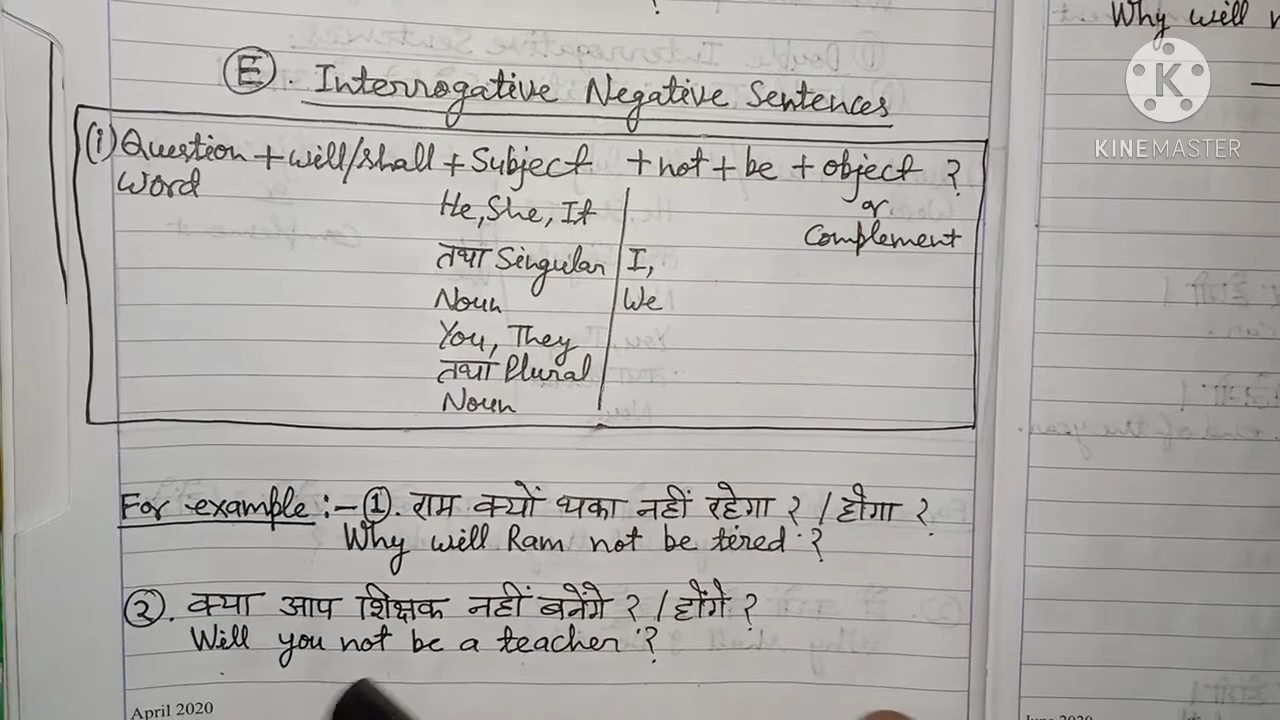 Why will
KINEMASTER
(E). Interrogative Negative Sentences
(i) Question + will/shall + Subject + not + be + object ?
Word
or
Complement
He, She, It
तथा Singular
Noun
You, They
तथा Plural
Noun
I,
We
For example :- (1). राम क्यों थका नहीं रहेगा ? / होगा ?
Why will Ram not be tired ?
(2). क्या आप शिक्षक नहीं बनेंगे ? / होंगे ?
Will you not be a teacher ?
April 2020
June 2020